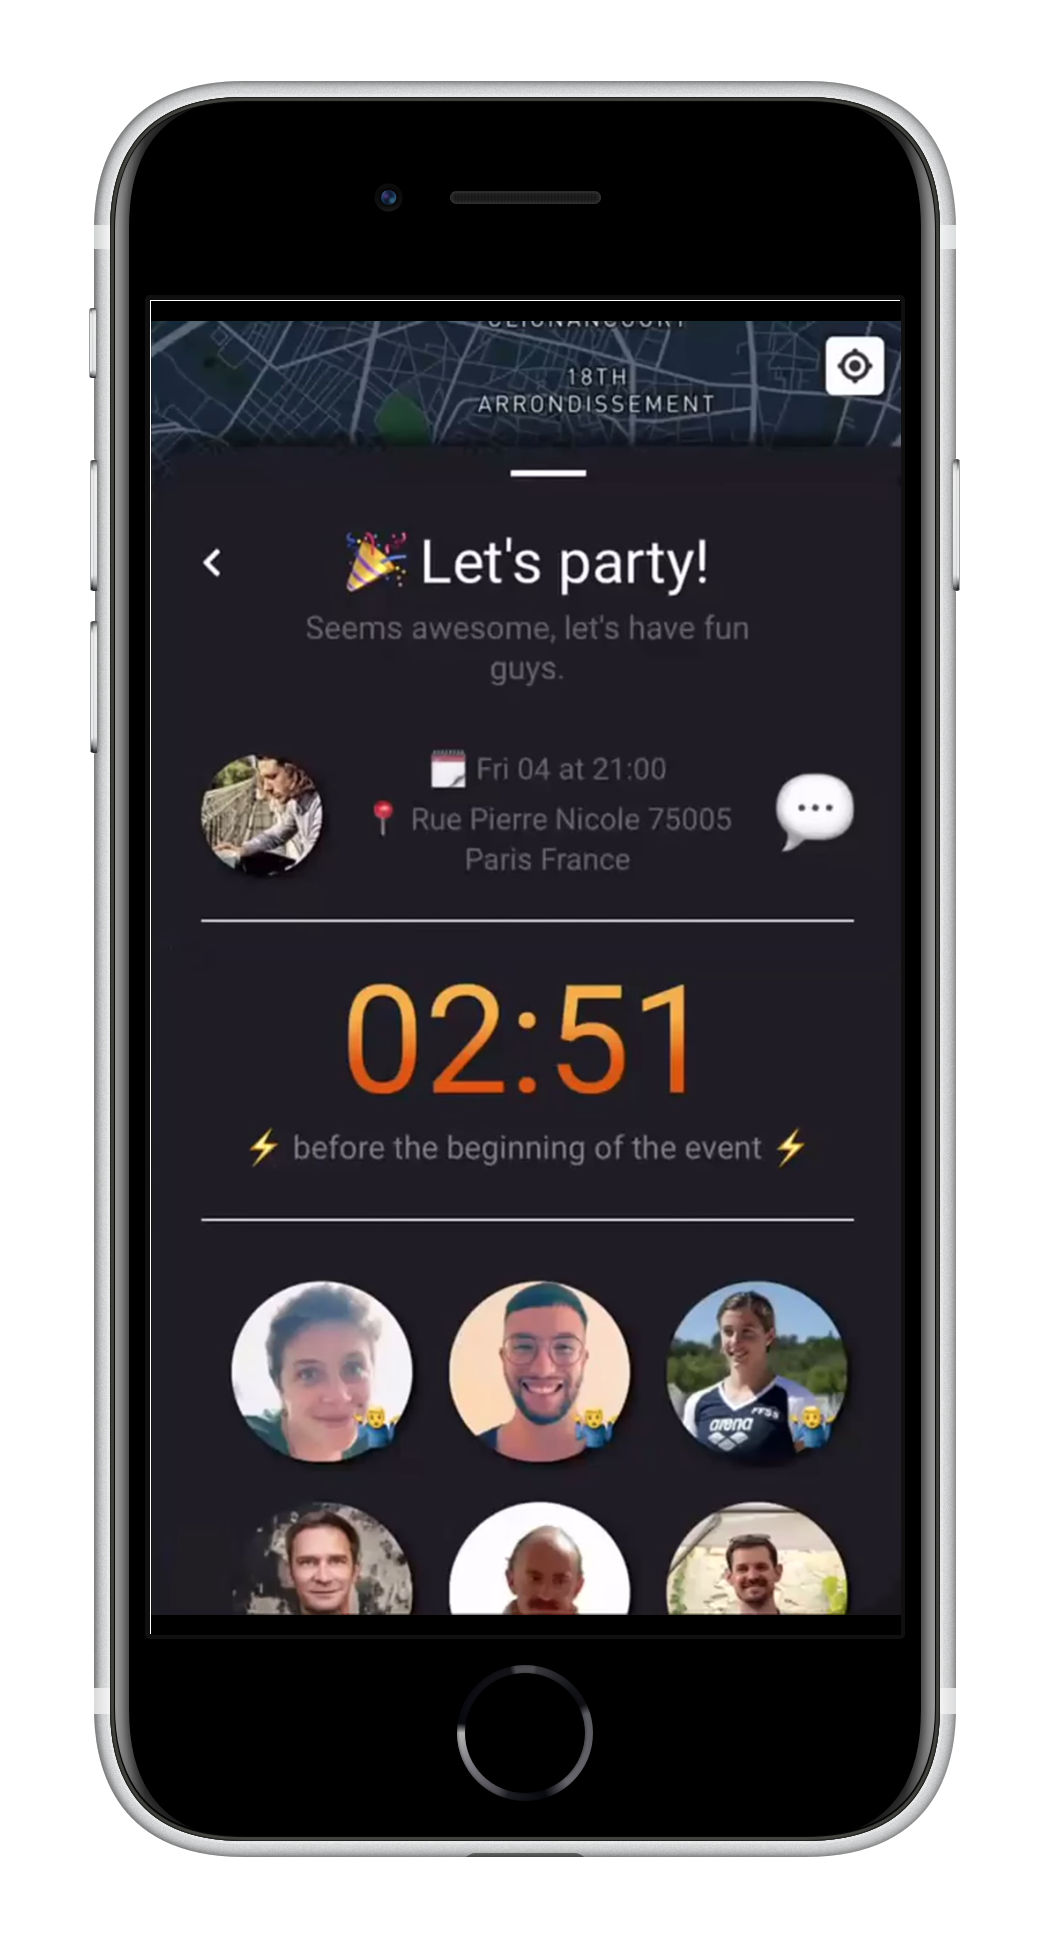 CLIGNANCOURT
18TH
ARRONDISSEMENT
🎉 Let's party!
Seems awesome, let's have fun
guys.
Fri 04 at 21:00
📍 Rue Pierre Nicole 75005
Paris France
02:51
⚡ before the beginning of the event ⚡
FFSS
arena